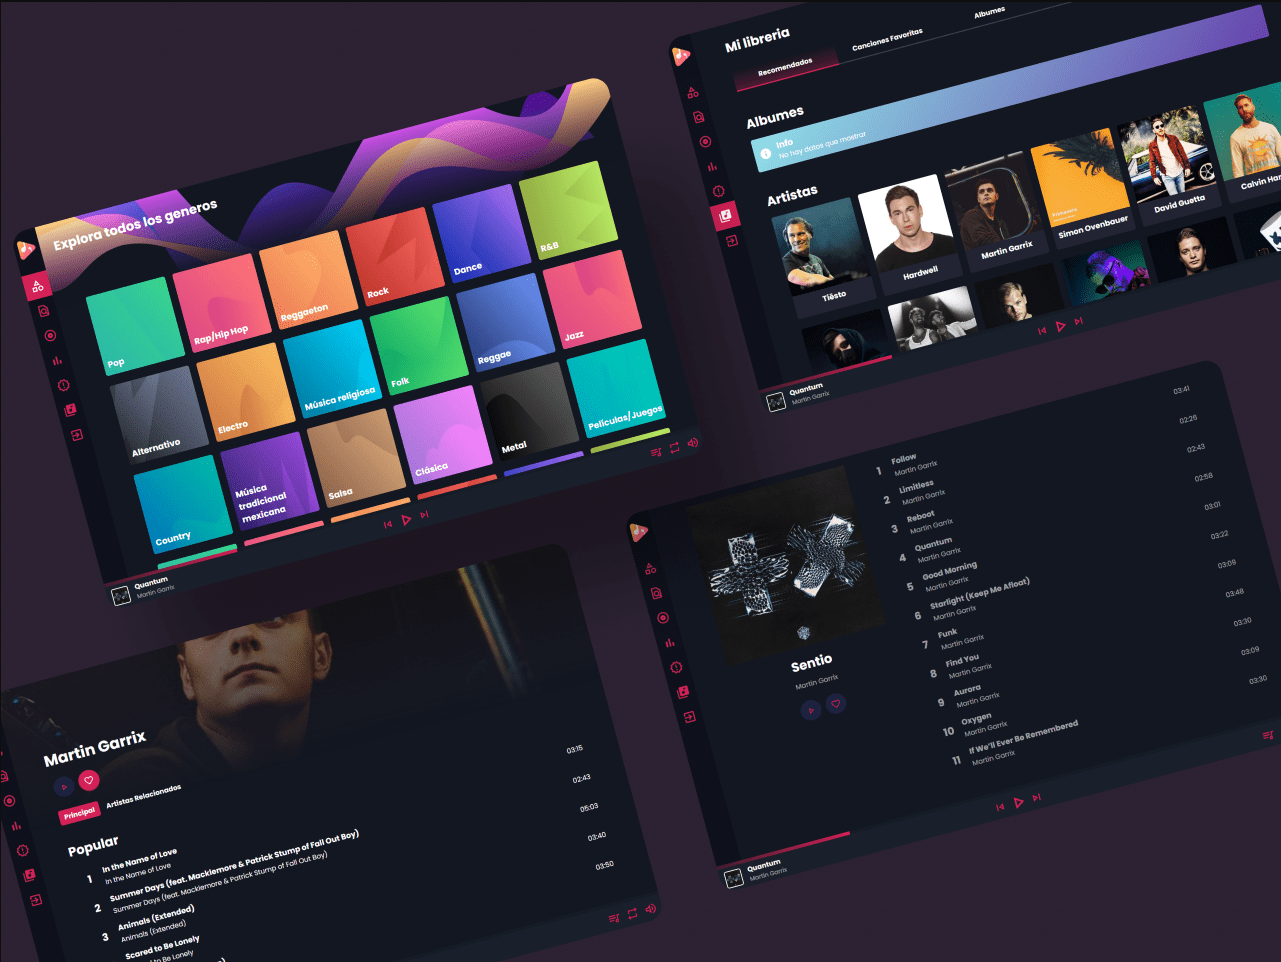 Explora todos los generos
Pop
Rap/Hip Hop
Reggaeton
Rock
Dance
R&B
Alternativo
Electro
Música religiosa
Folk
Reggae
Jazz
Country
Música
tradicional
mexicana
Salsa
Clásica
Metal
Películas/Juegos
Quantum
Martin Garrix
Mi libreria
Recomendados
Canciones Favoritas
Albumes
Albumes
Info
No hay datos que mostrar
Artistas
Tiësto
Hardwell
Martin Garrix
Simon Ovenbauer
David Guetta
Calvin Har
Quantum
Martin Garrix
Martin Garrix
Principal
Artistas Relacionados
Popular
1 In the Name of Love 03:15
In the Name of Love
2 Summer Days (feat. Macklemore & Patrick Stump of Fall Out Boy) 02:43
Summer Days (feat. Macklemore & Patrick Stump of Fall Out Boy)
3 Animals (Extended) 05:03
Animals (Extended)
Scared to Be Lonely 03:40
d to Be Lonely
03:50
Sentio
Martin Garrix
1 Follow 03:41
Martin Garrix
2 Limitless 02:26
Martin Garrix
3 Reboot 02:43
Martin Garrix
4 Quantum 02:58
Martin Garrix
5 Good Morning 03:01
Martin Garrix
6 Starlight (Keep Me Afloat) 03:22
Martin Garrix
7 Funk 03:09
Martin Garrix
8 Find You 03:48
Martin Garrix
9 Aurora 03:30
Martin Garrix
10 Oxygen 03:09
Martin Garrix
11 If We'll Ever Be Remembered 03:30
Martin Garrix
Quantum
Martin Garrix